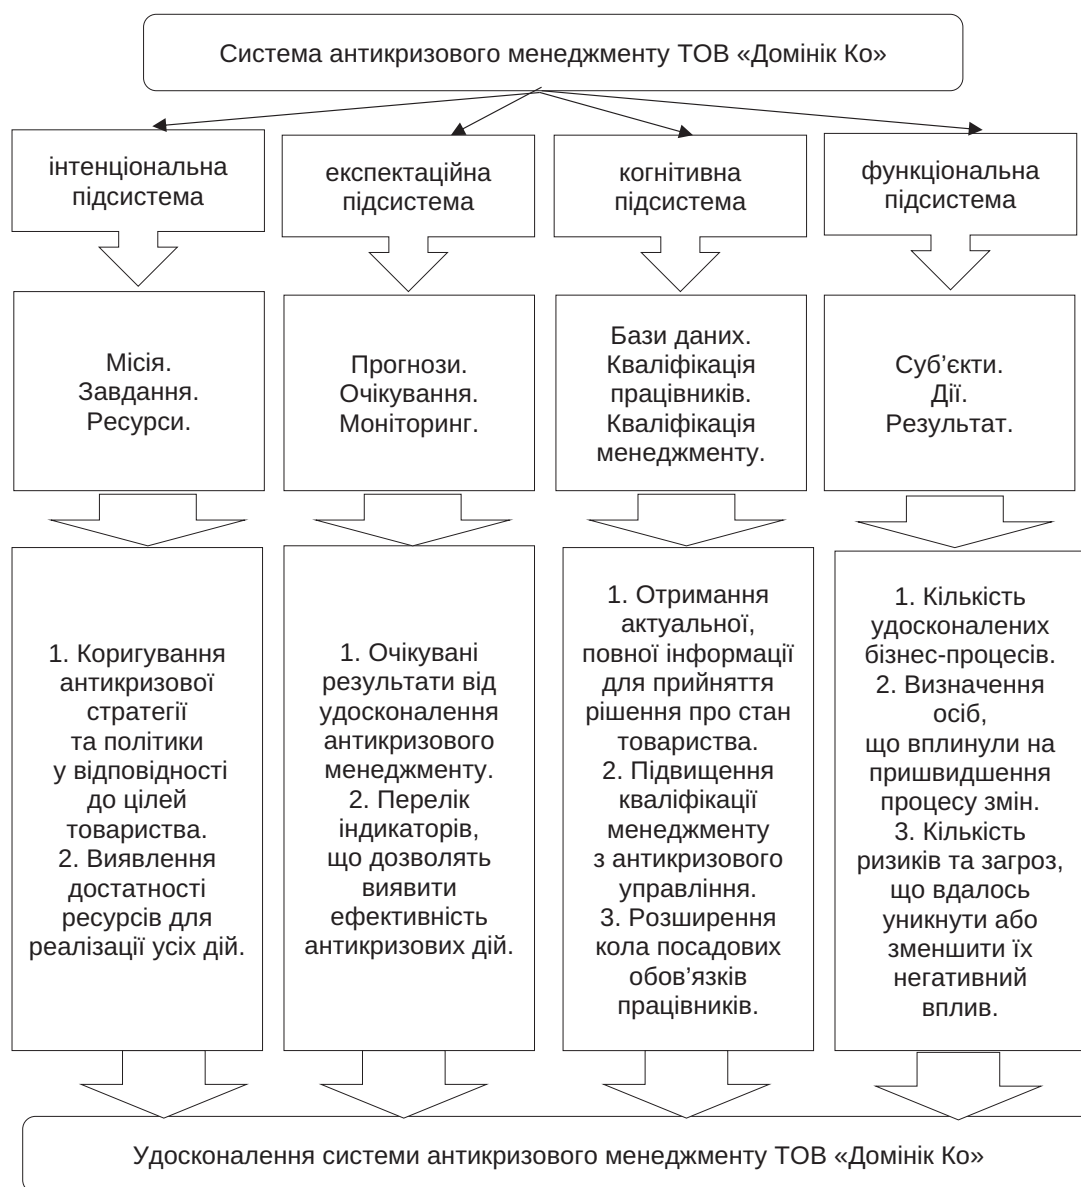 Система антикризового менеджменту ТОВ «Домінік Ко»
інтенціональна
підсистема
експектаційна
підсистема
когнітивна
підсистема
функціональна
підсистема
Місія.
Завдання.
Ресурси.
Прогнози.
Очікування.
Моніторинг.
Бази даних.
Кваліфікація
працівників.
Кваліфікація
менеджменту.
Суб’єкти.
Дії.
Результат.
1. Коригування
антикризової
стратегії
та політики
у відповідності
до цілей
товариства.
2. Виявлення
достатності
ресурсів для
реалізації усіх дій.
1. Очікувані
результати від
удосконалення
антикризового
менеджменту.
2. Перелік
індикаторів,
що дозволять
виявити
ефективність
антикризових дій.
1. Отримання
актуальної,
повної інформації
для прийняття
рішення про стан
товариства.
2. Підвищення
кваліфікації
менеджменту
з антикризового
управління.
3. Розширення
кола посадових
обов’язків
працівників.
1. Кількість
удосконалених
бізнес-процесів.
2. Визначення
осіб,
що вплинули на
пришвидшення
процесу змін.
3. Кількість
ризиків та загроз,
що вдалось
уникнути або
зменшити їх
негативний
вплив.
Удосконалення системи антикризового менеджменту ТОВ «Домінік Ко»